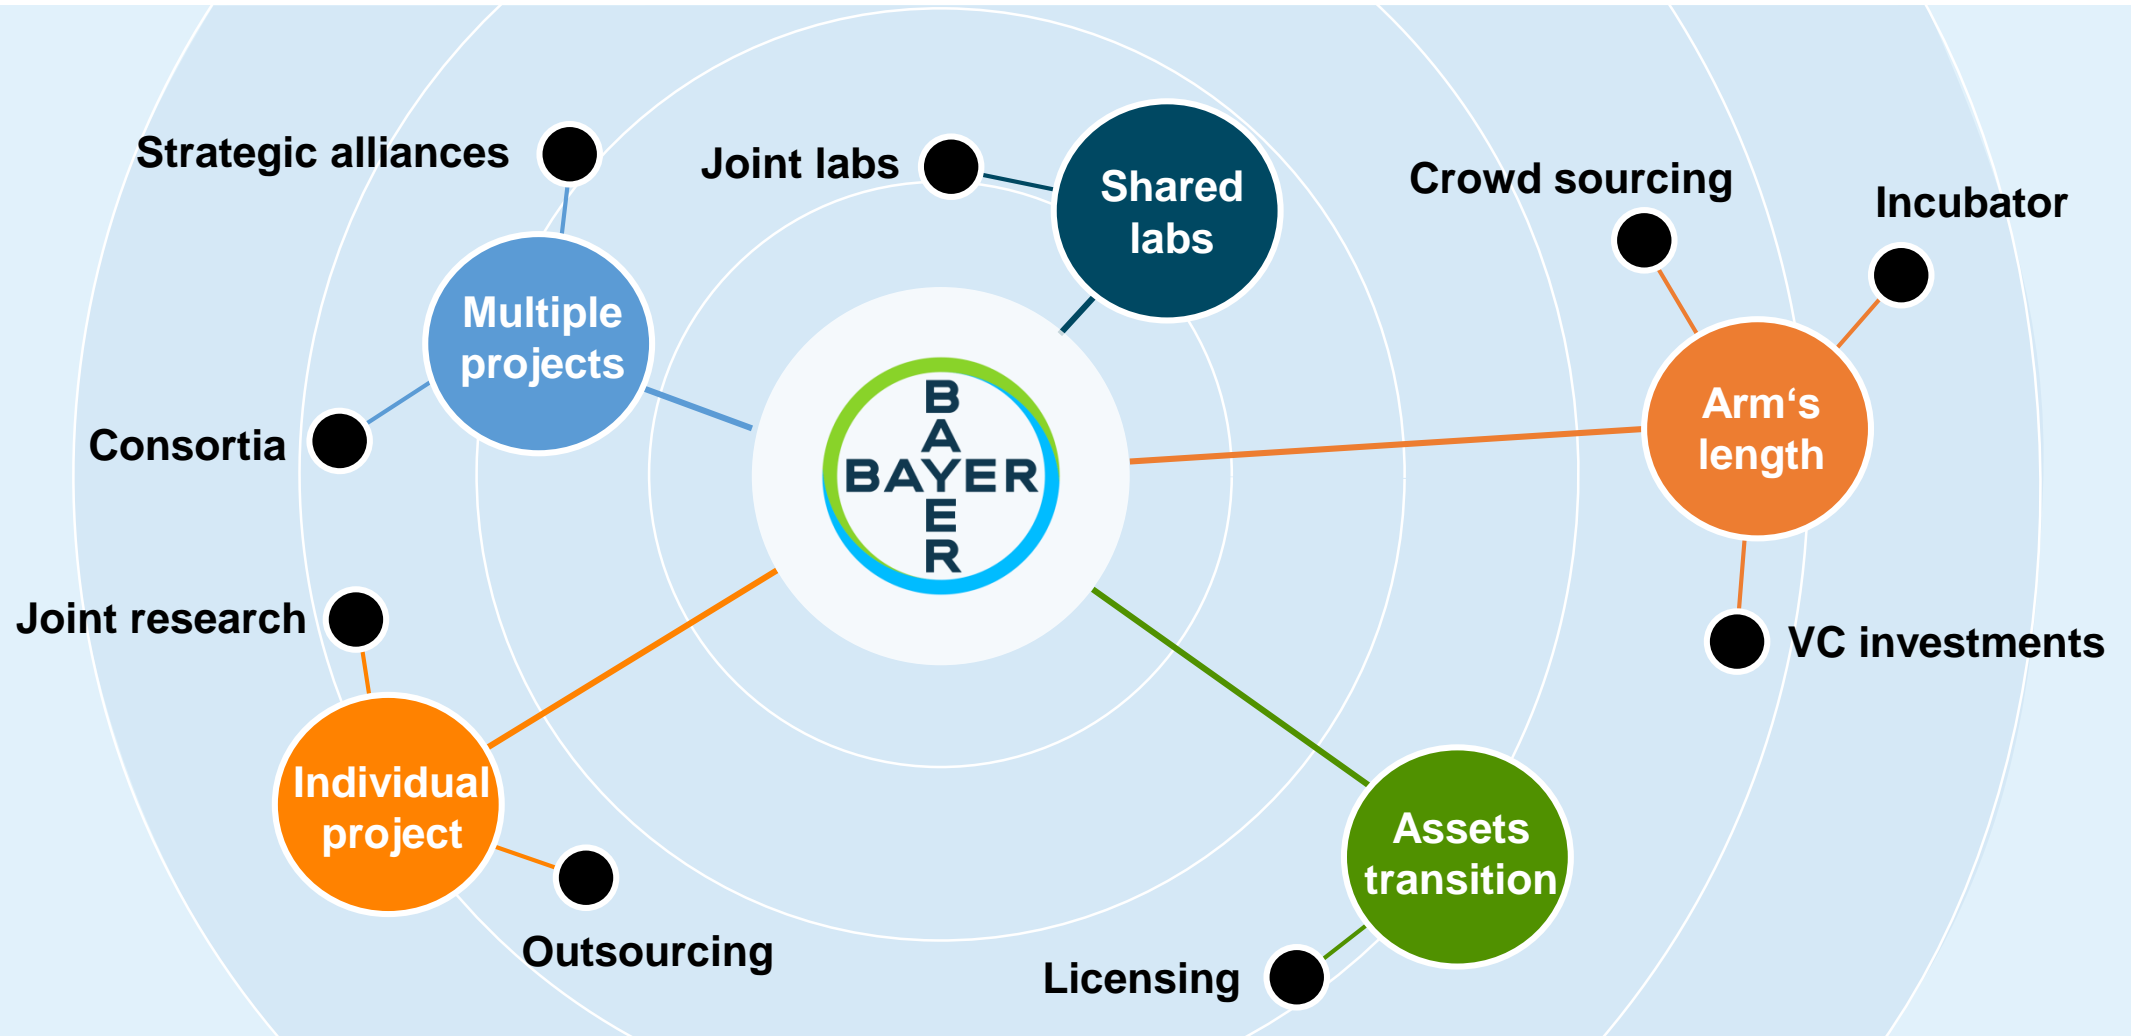 Strategic alliances
Joint labs
Shared
labs
Crowd sourcing
Incubator
Multiple
projects
Consortia
BAYER
BAYER
Arm‘s
length
Joint research
VC investments
Individual
project
Outsourcing
Assets
transition
Licensing